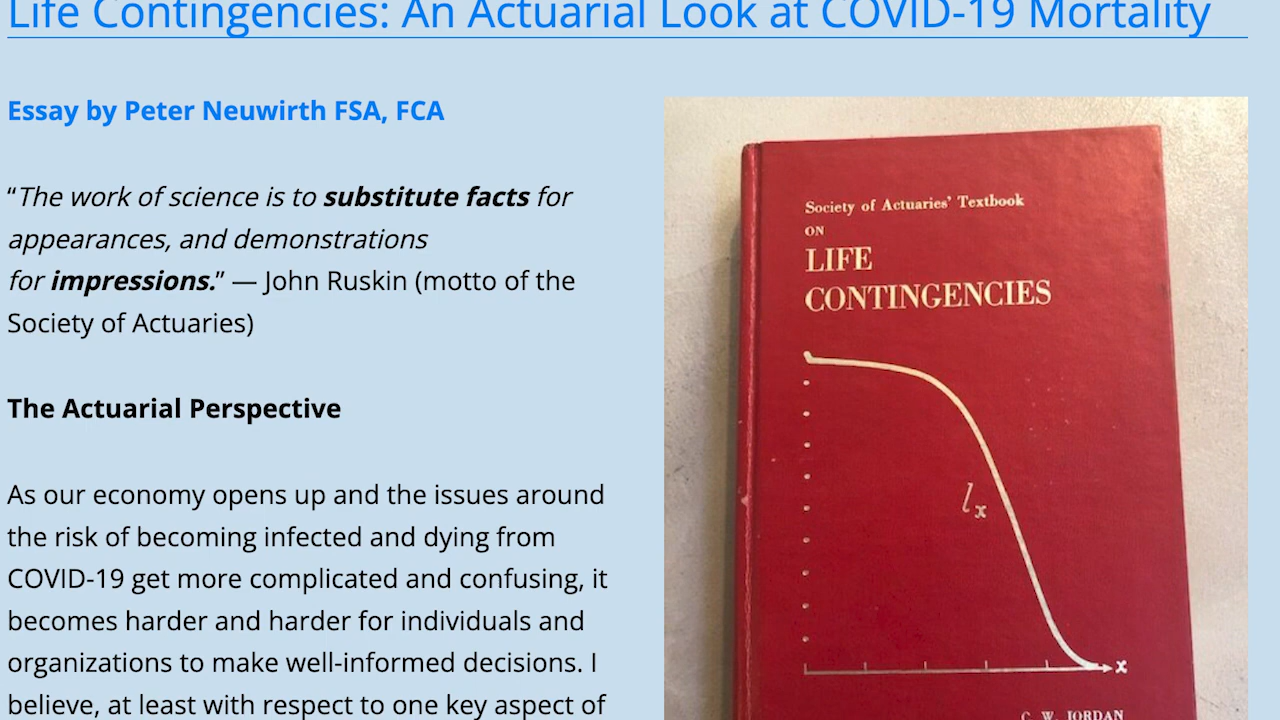 Life Contingencies: An Actuarial Look at COVID-19 Mortality
Essay by Peter Neuwirth FSA, FCA
“The work of science is to substitute facts for
appearances, and demonstrations
for impressions.” — John Ruskin (motto of the
Society of Actuaries)
The Actuarial Perspective
As our economy opens up and the issues around
the risk of becoming infected and dying from
COVID-19 get more complicated and confusing, it
becomes harder and harder for individuals and
organizations to make well-informed decisions. I
believe, at least with respect to one key aspect of
Society of Actuaries' Textbook
ON
LIFE
CONTINGENCIES
lx
x
C. W. JORDAN